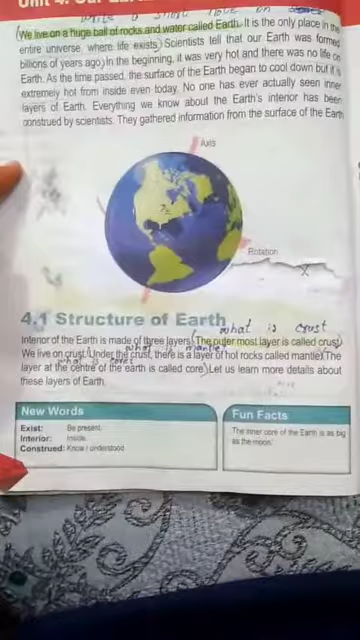 Unit 4: Our Earth
write a short note on
(We live on a huge ball of rocks and water called Earth. It is the only place in the
entire universe, where life exists) Scientists tell that our Earth was formed
billions of years ago) In the beginning, it was very hot and there was no life on
Earth. As the time passed, the surface of the Earth began to cool down but it is
extremely hot from inside even today. No one has ever actually seen inner
layers of Earth. Everything we know about the Earth's interior has been
construed by scientists. They gathered information from the surface of the Earth
Axis
Rotation
4.1 Structure of Earth
what is crust
Interior of the Earth is made of three layers. (The outer most layer is called crust)
what is mantle
We live on crust. (Under the crust, there is a layer of hot rocks called mantle) (The
what is core
layer at the centre of the earth is called core) Let us learn more details about
these layers of Earth.
New Words
Exist: Be present
Interior: Inside
Construed: Know / understood
Fun Facts
The inner core of the Earth is as big
as the moon.